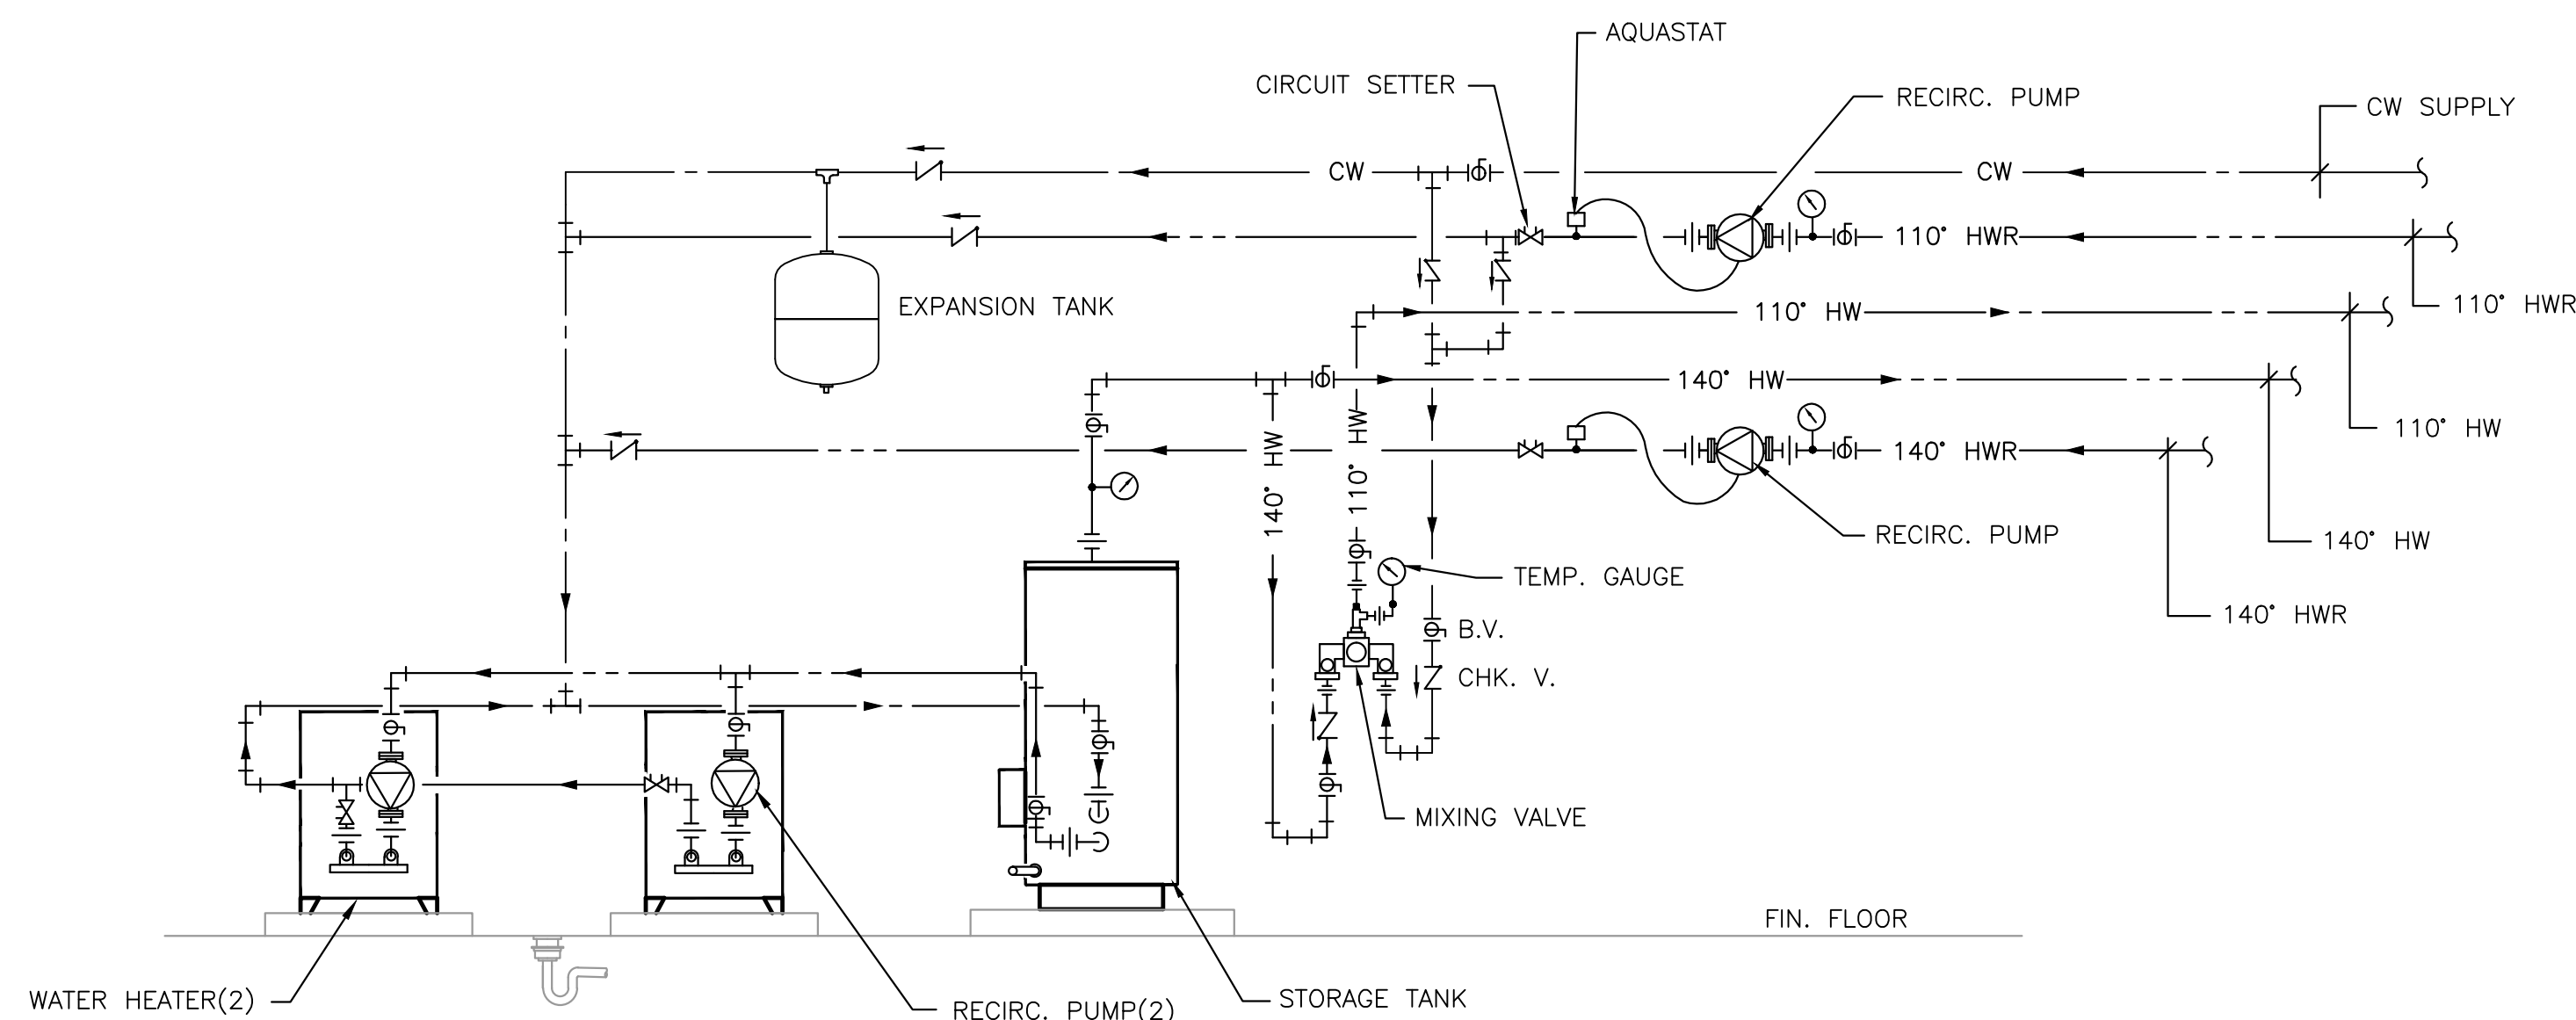 AQUASTAT
CIRCUIT SETTER
RECIRC. PUMP
CW SUPPLY
CW
CW
110° HWR
EXPANSION TANK
110° HW
110° HWR
140° HW
110° HW
140° HW
110° HW
140° HWR
RECIRC. PUMP
140° HW
TEMP. GAUGE
140° HWR
B.V.
CHK. V.
MIXING VALVE
FIN. FLOOR
WATER HEATER(2)
RECIRC. PUMP(2)
STORAGE TANK